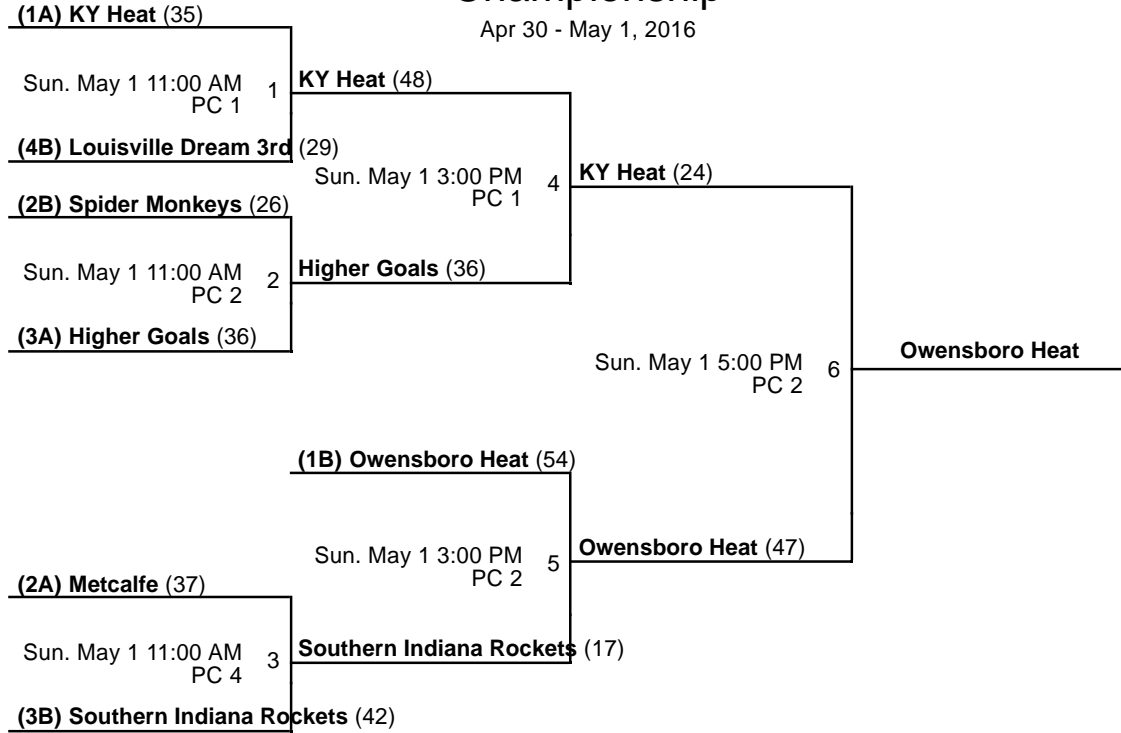 Championship
Apr 30 - May 1, 2016
(1A) KY Heat (35)
Sun. May 1 11:00 AM 1
PC 1
KY Heat (48)
(4B) Louisville Dream 3rd (29)
Sun. May 1 3:00 PM 4
PC 1
KY Heat (24)
(2B) Spider Monkeys (26)
Sun. May 1 11:00 AM 2
PC 2
Higher Goals (36)
(3A) Higher Goals (36)
Sun. May 1 5:00 PM 6
PC 2
Owensboro Heat
(1B) Owensboro Heat (54)
Sun. May 1 3:00 PM 5
PC 2
Owensboro Heat (47)
(2A) Metcalfe (37)
Sun. May 1 11:00 AM 3
PC 4
Southern Indiana Rockets (17)
(3B) Southern Indiana Rockets (42)